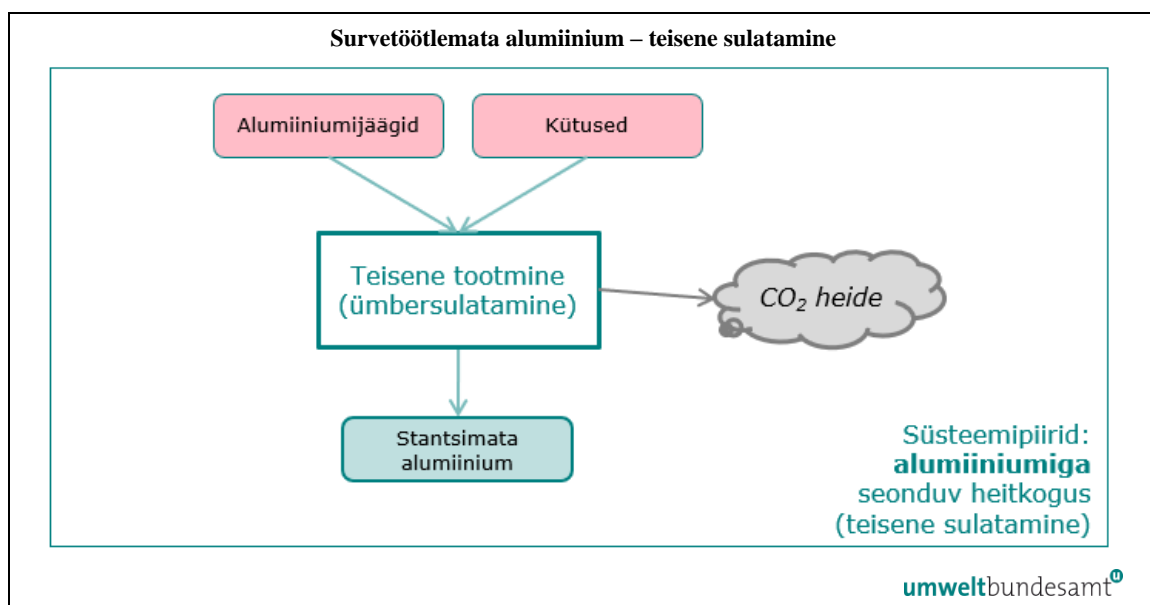 Survetöötlemata alumiinium – teisene sulatamine
Alumiiniumijäägid
Kütused
Teisene tootmine
(ümbersulatamine)
CO₂ heide
Stantsimata
alumiinium
Süsteemipiirid:
alumiiniumiga
seonduv heitkogus
(teisene sulatamine)
umweltbundesamt u